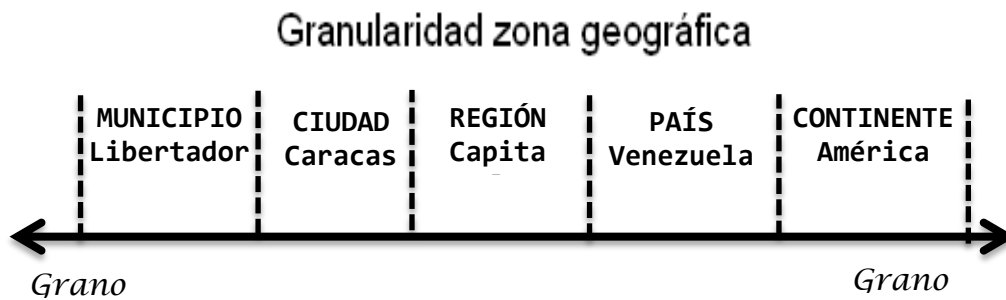 Granularidad zona geográfica
MUNICIPIO
Libertador
CIUDAD
Caracas
REGIÓN
Capita
PAÍS
Venezuela
CONTINENTE
América
Grano
Grano